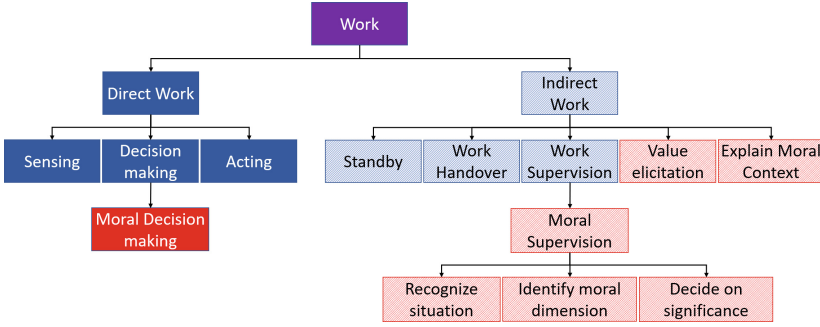 Work
Direct Work
Indirect
Work
Sensing
Decision
making
Acting
Standby
Work
Handover
Work
Supervision
Value
elicitation
Explain Moral
Context
Moral Decision
making
Moral
Supervision
Recognize
situation
Identify moral
dimension
Decide on
significance